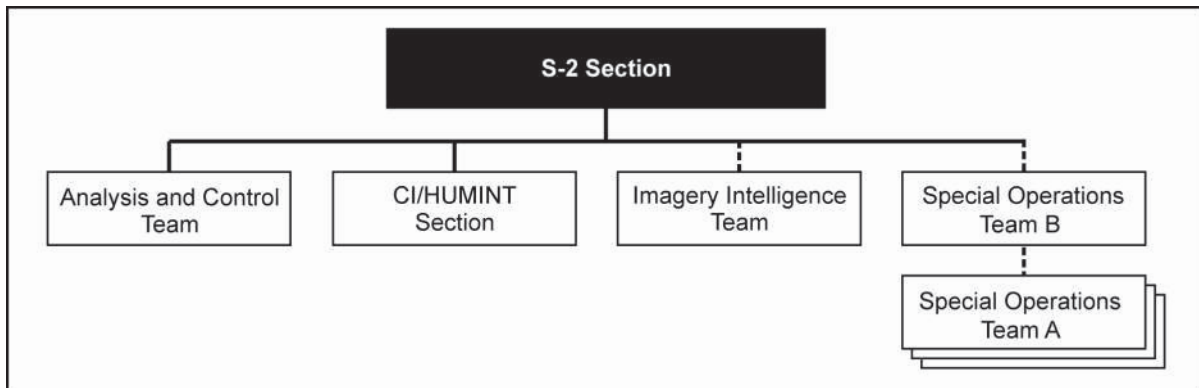 S-2 Section
Analysis and Control
Team
CI/HUMINT
Section
Imagery Intelligence
Team
Special Operations
Team B
Special Operations
Team A